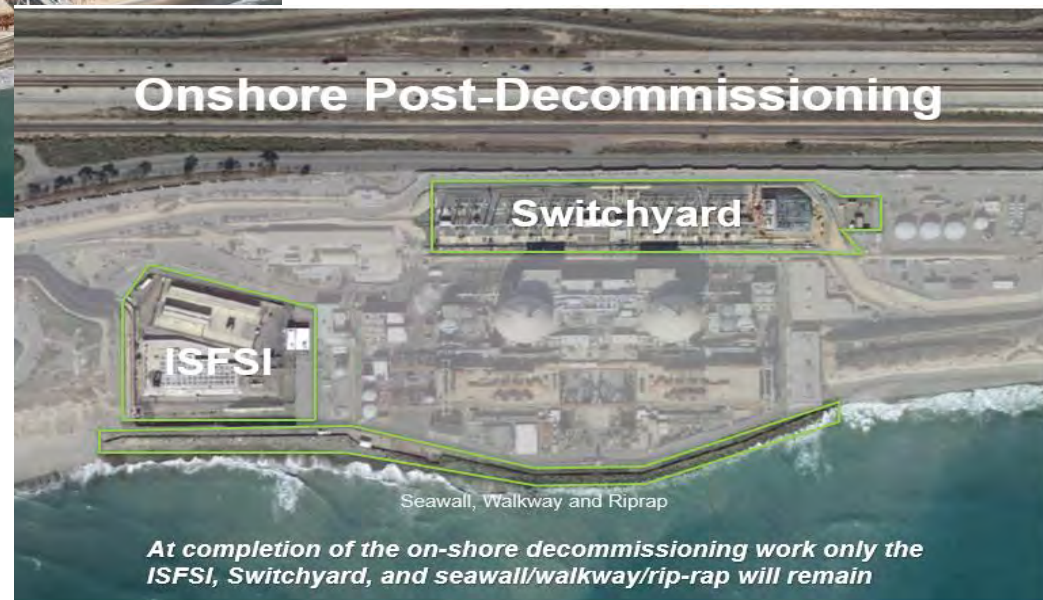 Onshore Post-Decommissioning
Switchyard
ISFSI
Seawall, Walkway and Riprap
At completion of the on-shore decommissioning work only the
ISFSI, Switchyard, and seawall/walkway/rip-rap will remain